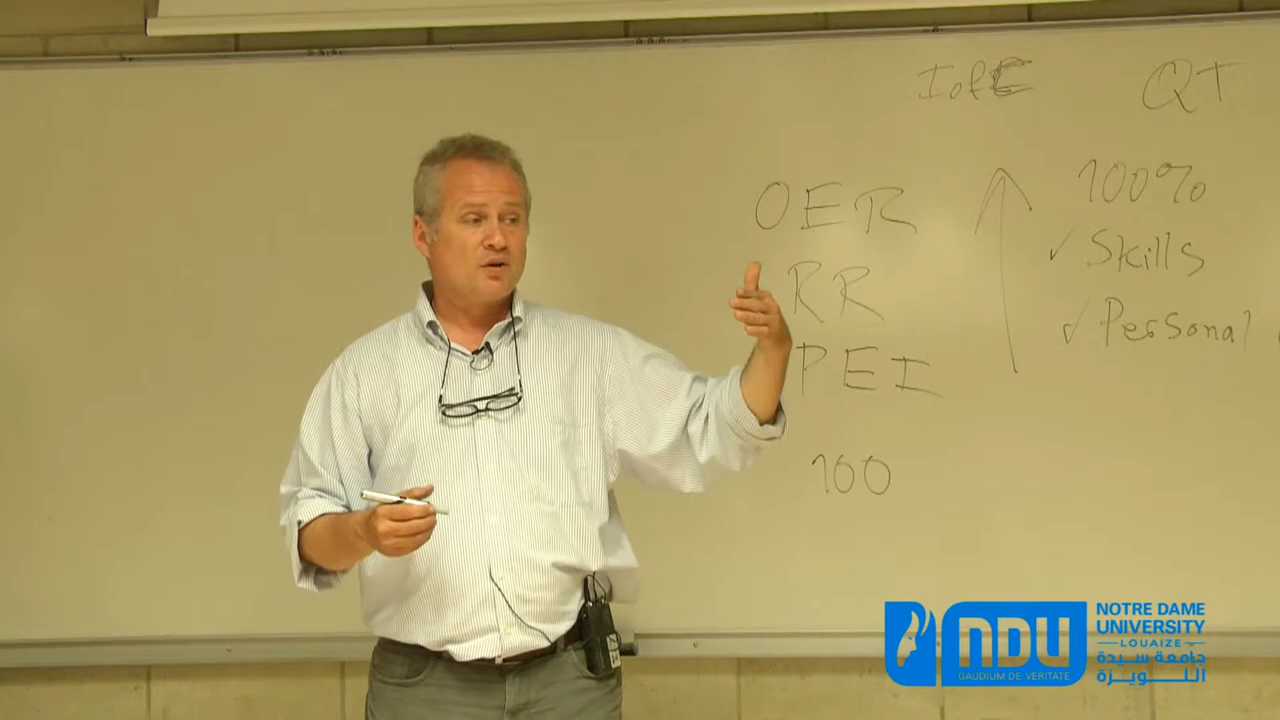 IofE QT
100%
OER
✓ Skills
RR
✓ Personal
PEI
100
NDU
GAUDIUM DE VERITATE
NOTRE DAME
UNIVERSITY
LOUAIZE
جامعة سيدة
اللويزة